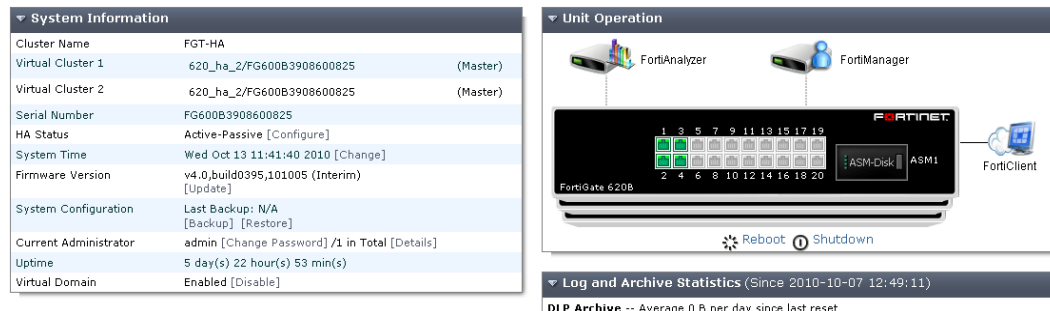 System Information
Cluster Name FGT-HA
Virtual Cluster 1 620_ha_2/FG600B3908600825 (Master)
Virtual Cluster 2 620_ha_2/FG600B3908600825 (Master)
Serial Number FG600B3908600825
HA Status Active-Passive [Configure]
System Time Wed Oct 13 11:41:40 2010 [Change]
Firmware Version v4.0,build0395,101005 (Interim)
[Update]
System Configuration Last Backup: N/A
[Backup] [Restore]
Current Administrator admin [Change Password] /1 in Total [Details]
Uptime 5 day(s) 22 hour(s) 53 min(s)
Virtual Domain Enabled [Disable]
Unit Operation
FortiAnalyzer FortiManager
FORTINET
1 3 5 7 9 11 13 15 17 19
ASM-Disk ASM1
2 4 6 8 10 12 14 16 18 20
FortiGate 620B
FortiClient
Reboot Shutdown
Log and Archive Statistics (Since 2010-10-07 12:49:11)
DLP Archive -- Average 0 B per day since last reset